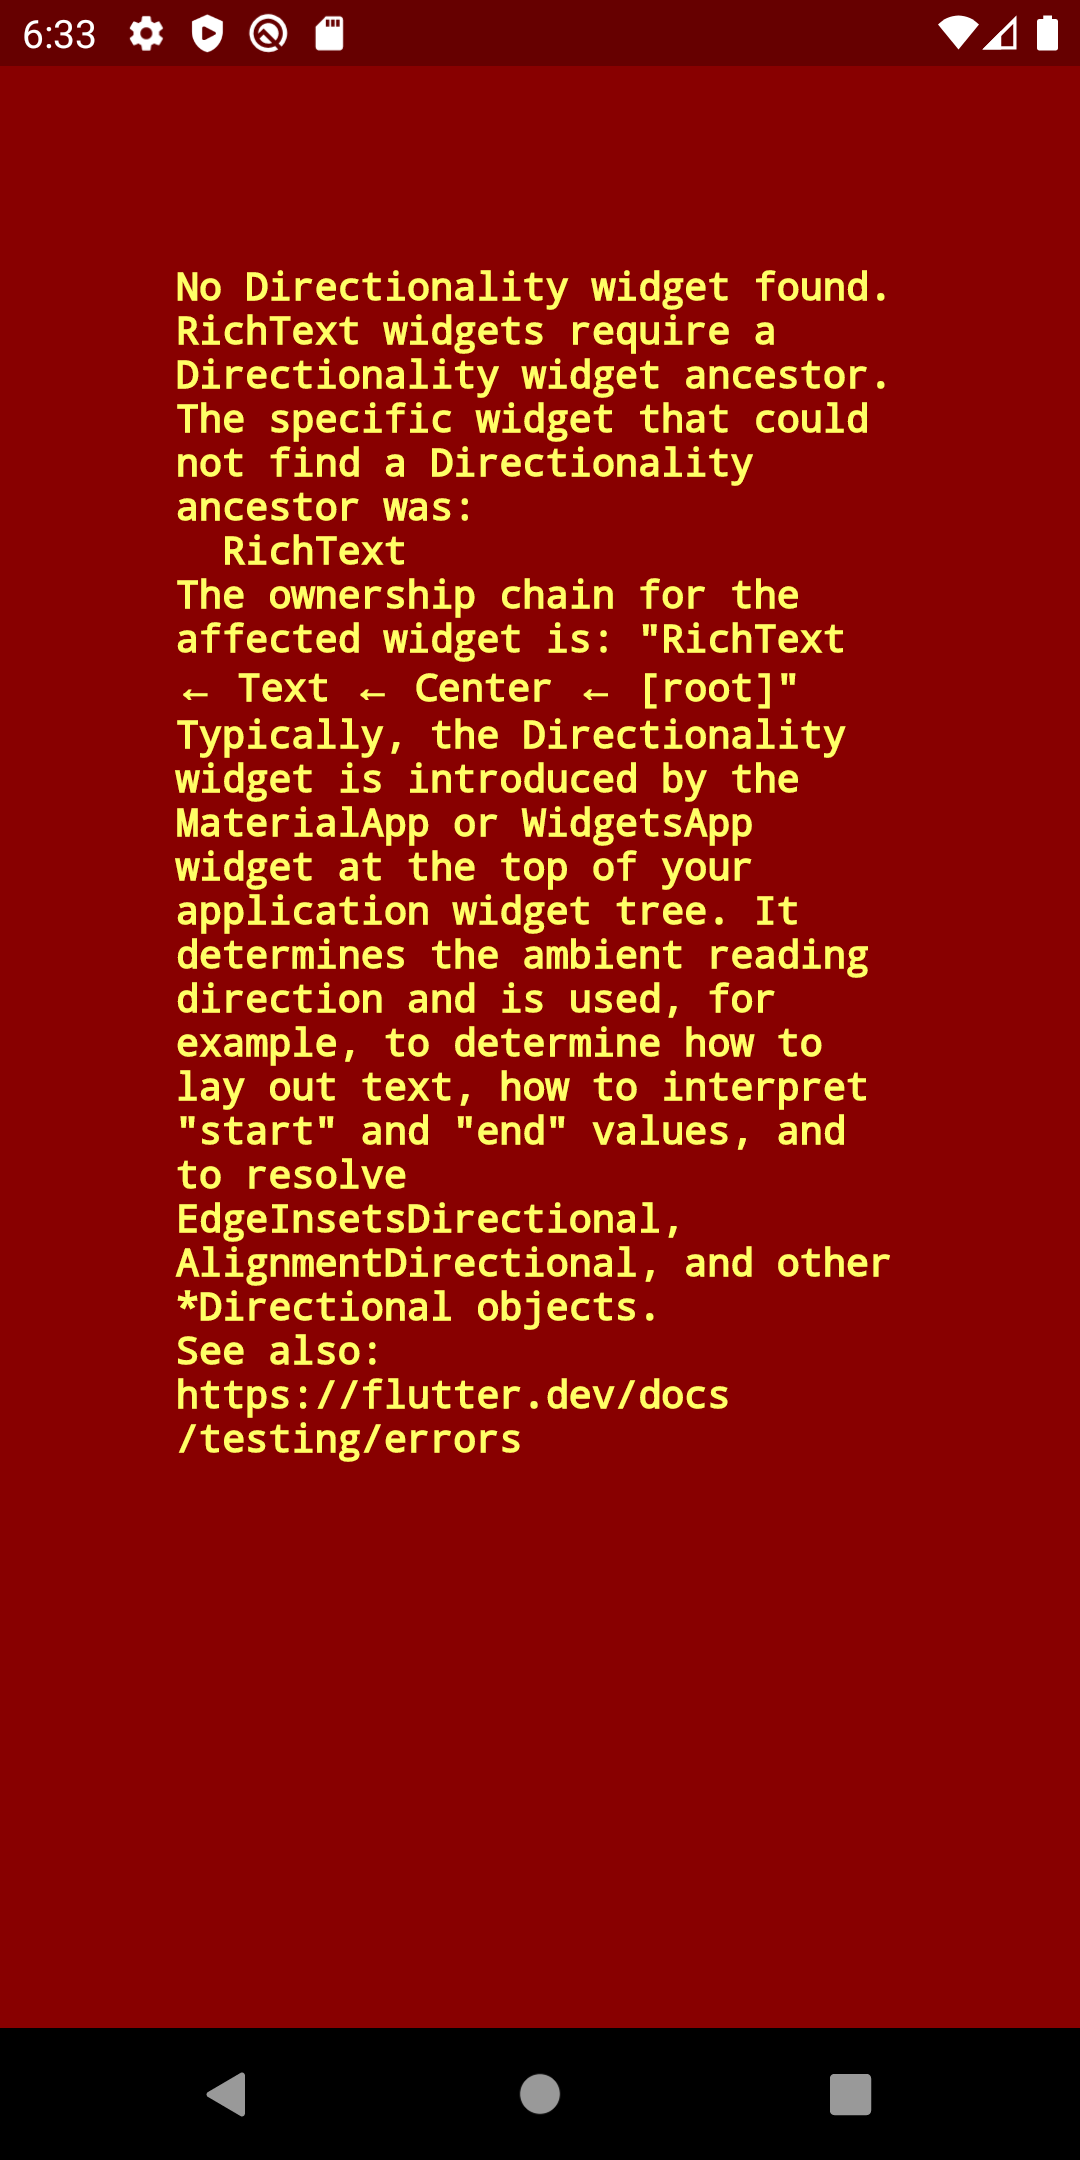 6:33
No Directionality widget found.
RichText widgets require a
Directionality widget ancestor.
The specific widget that could
not find a Directionality
ancestor was:
  RichText
The ownership chain for the
affected widget is: "RichText
← Text ← Center ← [root]"
Typically, the Directionality
widget is introduced by the
MaterialApp or WidgetsApp
widget at the top of your
application widget tree. It
determines the ambient reading
direction and is used, for
example, to determine how to
lay out text, how to interpret
"start" and "end" values, and
to resolve
EdgeInsetsDirectional,
AlignmentDirectional, and other
*Directional objects.
See also:
https://flutter.dev/docs
/testing/errors